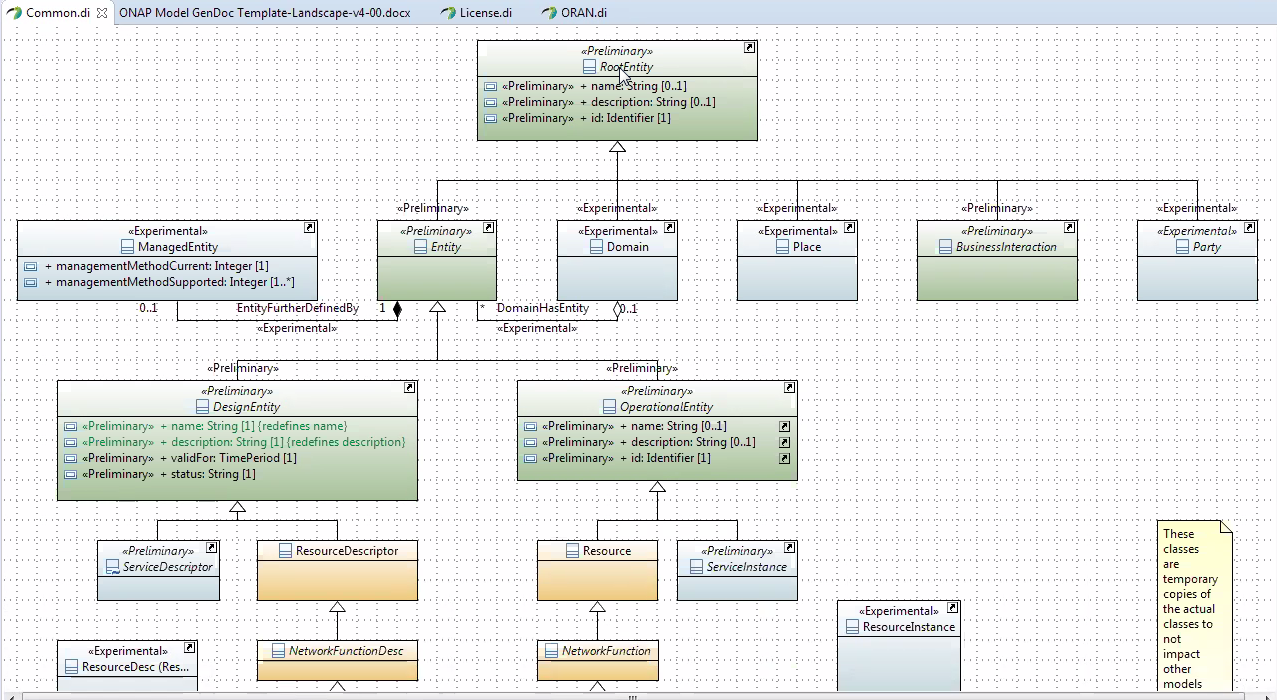 Common.di
ONAP Model GenDoc Template-Landscape-v4-00.docx
License.di
ORAN.di
«Preliminary»
RootEntity
«Preliminary» + name: String [0..1]
«Preliminary» + description: String [0..1]
«Preliminary» + id: Identifier [1]
«Preliminary»
«Experimental»
«Experimental»
«Preliminary»
«Experimental»
«Experimental»
ManagedEntity
+ managementMethodCurrent: Integer [1]
+ managementMethodSupported: Integer [1..*]
«Preliminary»
Entity
«Experimental»
Domain
«Experimental»
Place
«Preliminary»
BusinessInteraction
«Experimental»
Party
0..1
EntityFurtherDefinedBy
1
«Experimental»
*
DomainHasEntity
0..1
«Experimental»
«Preliminary»
«Preliminary»
«Preliminary»
DesignEntity
«Preliminary» + name: String [1] {redefines name}
«Preliminary» + description: String [1] {redefines description}
«Preliminary» + validFor: TimePeriod [1]
«Preliminary» + status: String [1]
«Preliminary»
OperationalEntity
«Preliminary» + name: String [0..1]
«Preliminary» + description: String [0..1]
«Preliminary» + id: Identifier [1]
«Preliminary»
ServiceDescriptor
ResourceDescriptor
Resource
«Preliminary»
ServiceInstance
«Experimental»
ResourceInstance
«Experimental»
ResourceDesc (Res...
NetworkFunctionDesc
NetworkFunction
These
classes
are
temporary
copies of
the actual
classes to
not
impact
other
models